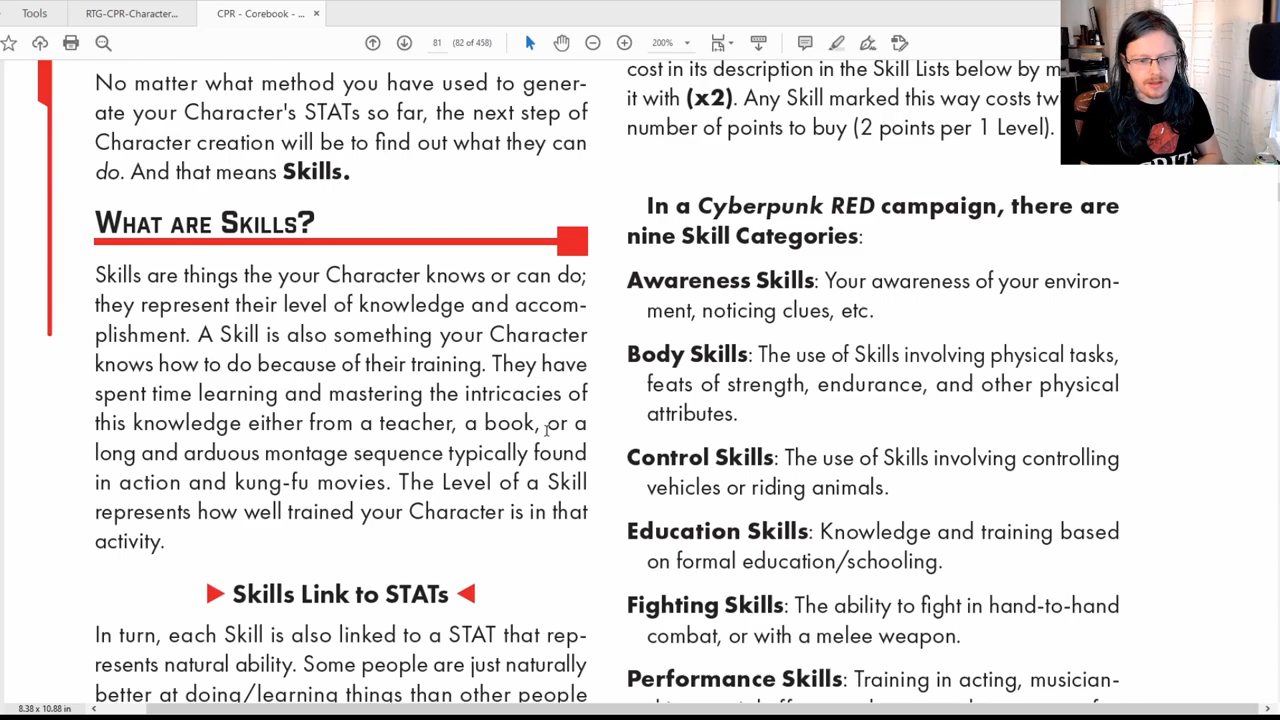 Tools
RTG-CPR-Character...
CPR - Corebook - ...
81 (82 of 458)
200%
No matter what method you have used to gener-
ate your Character's STATs so far, the next step of
Character creation will be to find out what they can
do. And that means Skills.
WHAT ARE SKILLS?
Skills are things the your Character knows or can do;
they represent their level of knowledge and accom-
plishment. A Skill is also something your Character
knows how to do because of their training. They have
spent time learning and mastering the intricacies of
this knowledge either from a teacher, a book, or a
long and arduous montage sequence typically found
in action and kung-fu movies. The Level of a Skill
represents how well trained your Character is in that
activity.
Skills Link to STATs
In turn, each Skill is also linked to a STAT that rep-
resents natural ability. Some people are just naturally
better at doing/learning things than other people
cost in its description in the Skill Lists below by m
it with (x2). Any Skill marked this way costs tw
number of points to buy (2 points per 1 Level).
In a Cyberpunk RED campaign, there are
nine Skill Categories:
Awareness Skills: Your awareness of your environ-
ment, noticing clues, etc.
Body Skills: The use of Skills involving physical tasks,
feats of strength, endurance, and other physical
attributes.
Control Skills: The use of Skills involving controlling
vehicles or riding animals.
Education Skills: Knowledge and training based
on formal education/schooling.
Fighting Skills: The ability to fight in hand-to-hand
combat, or with a melee weapon.
Performance Skills: Training in acting, musician-
8.38 x 10.88 in